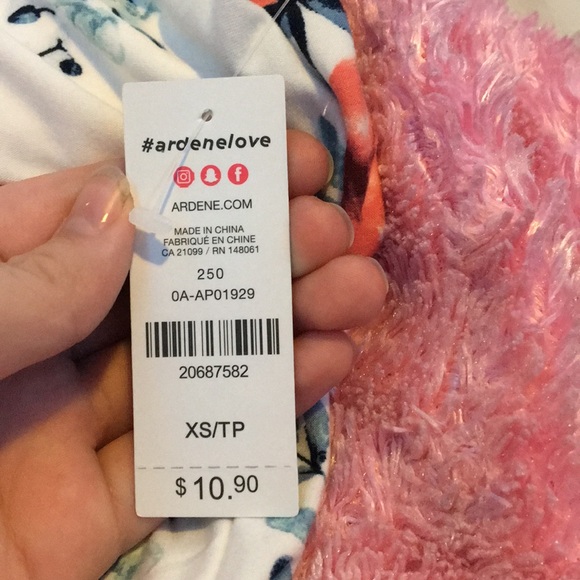 #ardenelove
ARDENE.COM
MADE IN CHINA
FABRIQUÉ EN CHINE
CA 21099 / RN 148061
250
0A-AP01929
20687582
XS/TP
$10.90